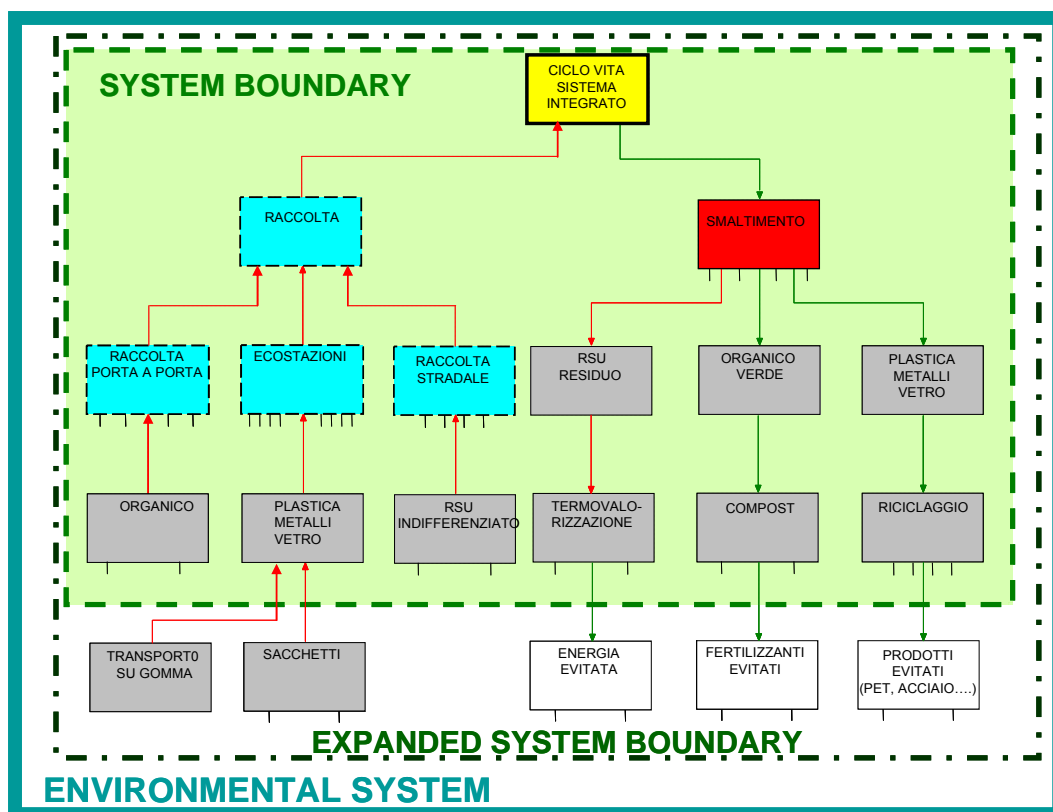 SYSTEM BOUNDARY
CICLO VITA
SISTEMA
INTEGRATO
RACCOLTA
SMALTIMENTO
RACCOLTA
PORTA A PORTA
ECOSTAZIONI
RACCOLTA
STRADALE
RSU
RESIDUO
ORGANICO
VERDE
PLASTICA
METALLI
VETRO
ORGANICO
PLASTICA
METALLI
VETRO
RSU
INDIFFERENZIATO
TERMOVALO-
RIZZAZIONE
COMPOST
RICICLAGGIO
TRANSPORT0
SU GOMMA
SACCHETTI
ENERGIA
EVITATA
FERTILIZZANTI
EVITATI
PRODOTTI
EVITATI
(PET, ACCIAIO....)
EXPANDED SYSTEM BOUNDARY
ENVIRONMENTAL SYSTEM